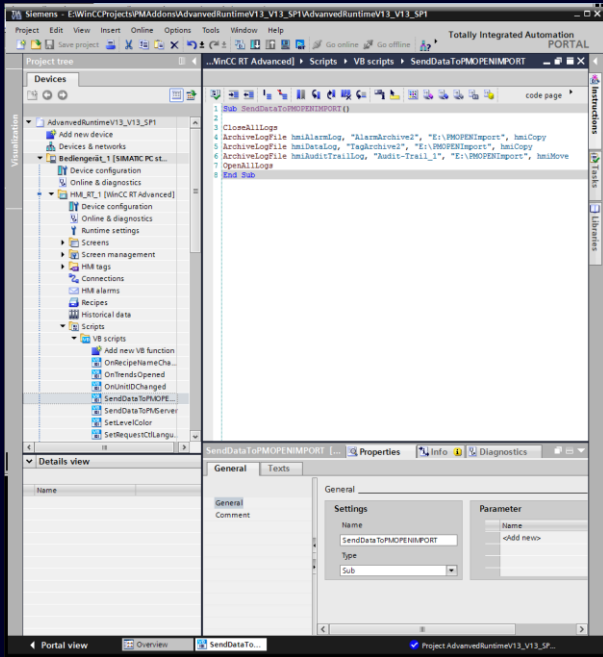 Siemens - E:\WinCCProjects\PMAddons\AdvanvedRuntimeV13_V13_SP1\AdvanvedRuntimeV13_V13_SP1
Project Edit View Insert Online Options Tools Window Help
Save project Go online Go offline
Totally Integrated Automation
PORTAL
Project tree
...WinCC RT Advanced] ▸ Scripts ▸ VB scripts ▸ SendDataToPMOPENIMPORT
Devices
code page
Visualization
Instructions
Tasks
Libraries
AdvanvedRuntimeV13_V13_SP1
Add new device
Devices & Networks
Bediengerät_1 [SIMATIC PC st...
Device configuration
Online & diagnostics
HMI_RT_1 [WinCC RT Advanced]
Device configuration
Online & diagnostics
Runtime settings
Screens
Screen management
HMI tags
Connections
HMI alarms
Recipes
Historical data
Scripts
VB scripts
Add new VB function
OnRecipeNameCha...
OnTrendsOpened
OnUnitIDChanged
SendDataToPMOPE...
SendDataToPMServer
SetLevelColor
SetRequestCtlLangu...
1 Sub SendDataToPMOPENIMPORT()
2
3 CloseAllLogs
4 ArchiveLogFile hmiAlarmLog, "AlarmArchive2", "E:\PMOPENImport", hmiCopy
5 ArchiveLogFile hmiDataLog, "TagArchive2", "E:\PMOPENImport", hmiCopy
6 ArchiveLogFile hmiAuditTrailLog, "Audit-Trail_1", "E:\PMOPENImport", hmiMove
7 OpenAllLogs
8 End Sub
Details view
Name
SendDataToPMOPENIMPORT [...
Properties
Info
Diagnostics
General
Texts
General
Comment
General
Settings
Name
SendDataToPMOPENIMPORT
Type
Sub
Parameter
Name
<Add new>
Portal view
Overview
SendDataTo...
Project AdvanvedRuntimeV13_V13_SP...